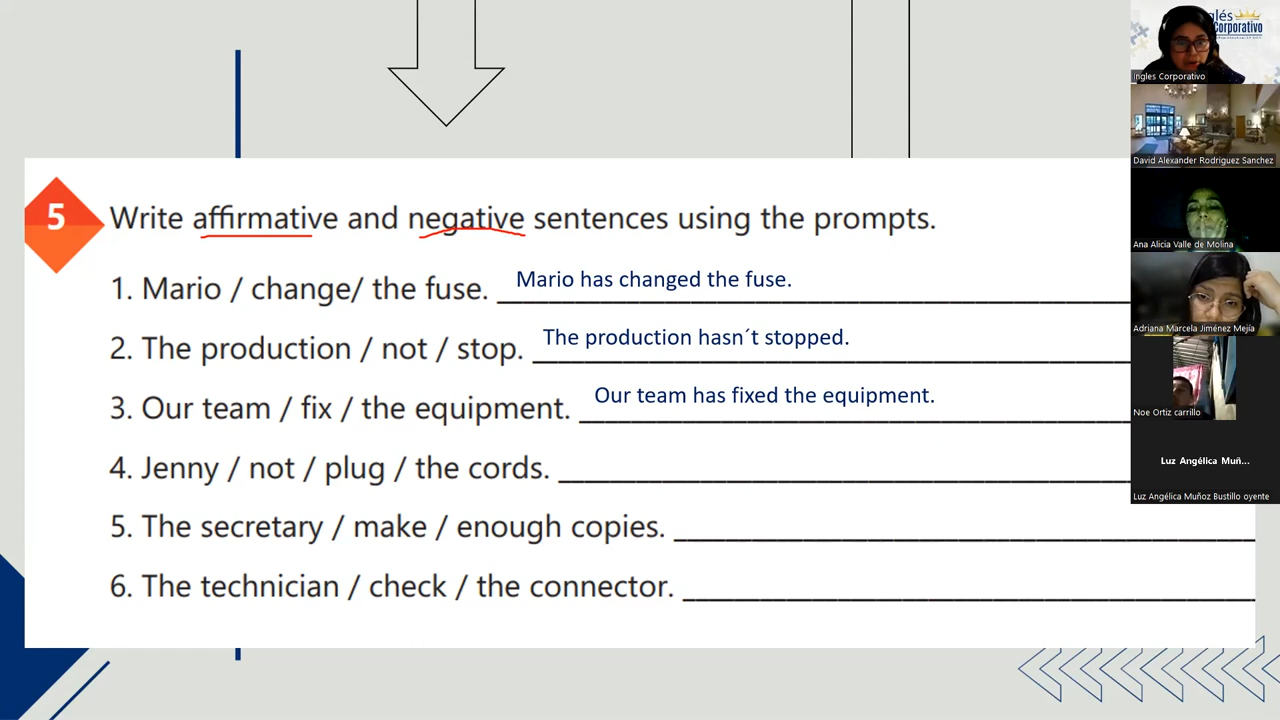 5
Write affirmative and negative sentences using the prompts.
1. Mario / change/ the fuse. Mario has changed the fuse.
2. The production / not / stop. The production hasn´t stopped.
3. Our team / fix / the equipment. Our team has fixed the equipment.
4. Jenny / not / plug / the cords.
5. The secretary / make / enough copies.
6. The technician / check / the connector.
glés
Corporativo
Ingles Corporativo
David Alexander Rodriguez Sanchez
Ana Alicia Valle de Molina
Adriana Marcela Jiménez Mejía
Noe Ortiz carrillo
Luz Angélica Muñ...
Luz Angélica Muñoz Bustillo oyente